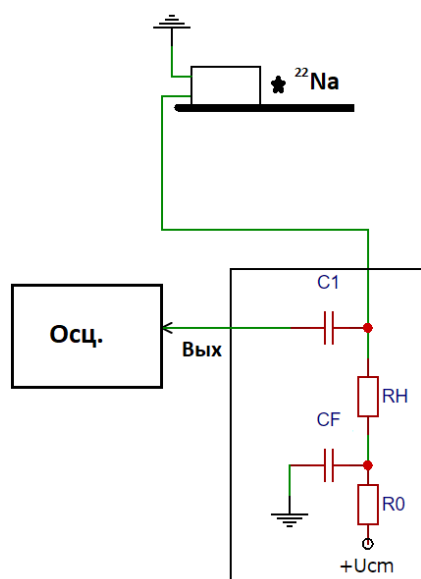 ²²Na
C1
Осц.
Вых
RH
CF
R0
+Ucm